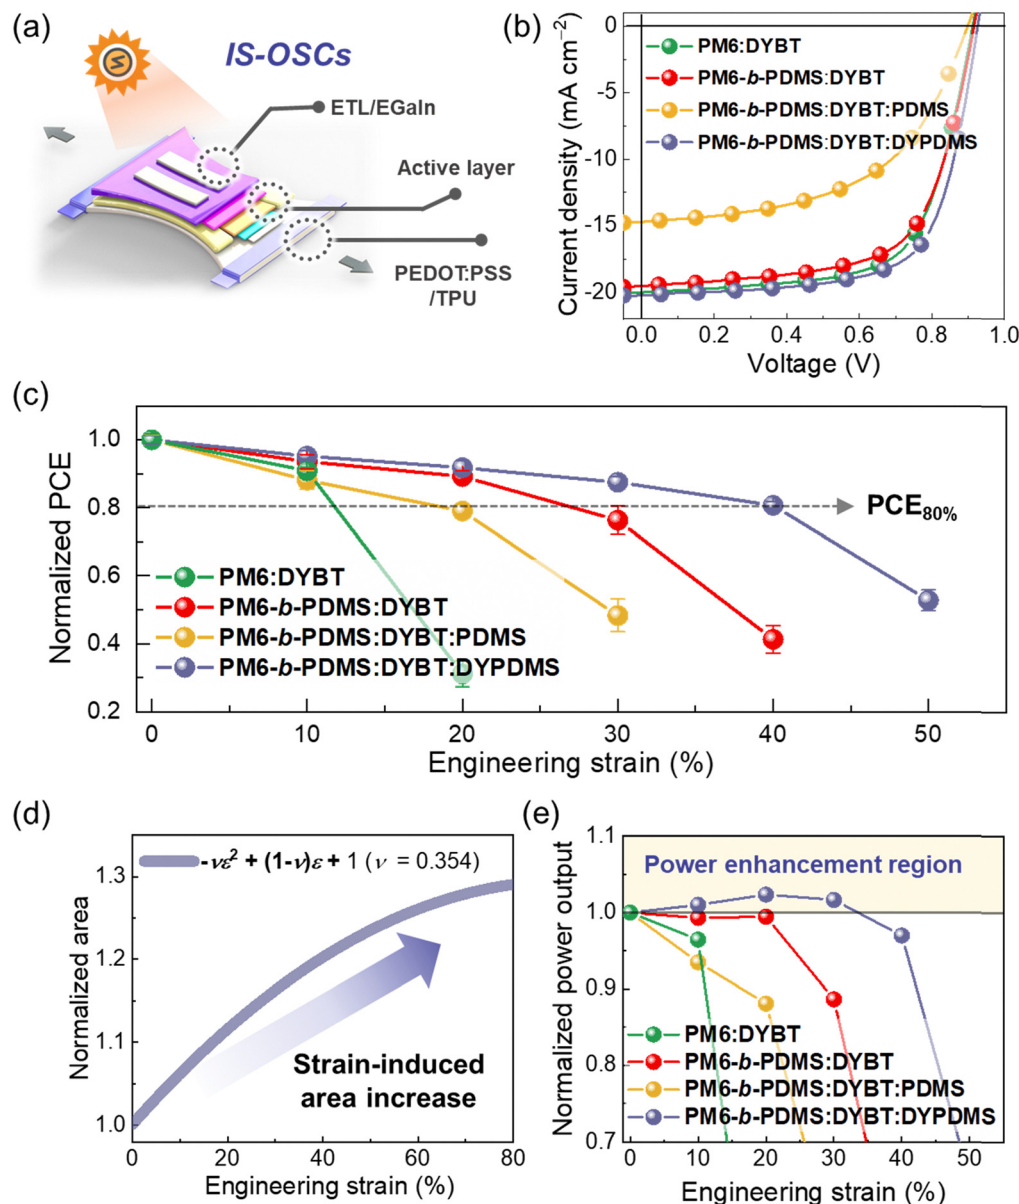 (a)
IS-OSCs
ETL/EGaIn
Active layer
PEDOT:PSS
/TPU
(b)
Current density (mA cm⁻²)
0
-5
-10
-15
-20
PM6:DYBT
PM6-b-PDMS:DYBT
PM6-b-PDMS:DYBT:PDMS
PM6-b-PDMS:DYBT:DYPDMS
0.0 0.2 0.4 0.6 0.8 1.0
Voltage (V)
(c)
Normalized PCE
1.0
0.8
0.6
0.4
0.2
PCE80%
PM6:DYBT
PM6-b-PDMS:DYBT
PM6-b-PDMS:DYBT:PDMS
PM6-b-PDMS:DYBT:DYPDMS
0 10 20 30 40 50
Engineering strain (%)
(d)
Normalized area
1.3
1.2
1.1
1.0
-νε² + (1-ν)ε + 1 (ν = 0.354)
Strain-induced
area increase
0 20 40 60 80
Engineering strain (%)
(e)
Normalized power output
1.1
1.0
0.9
0.8
0.7
Power enhancement region
PM6:DYBT
PM6-b-PDMS:DYBT
PM6-b-PDMS:DYBT:PDMS
PM6-b-PDMS:DYBT:DYPDMS
0 10 20 30 40 50
Engineering strain (%)